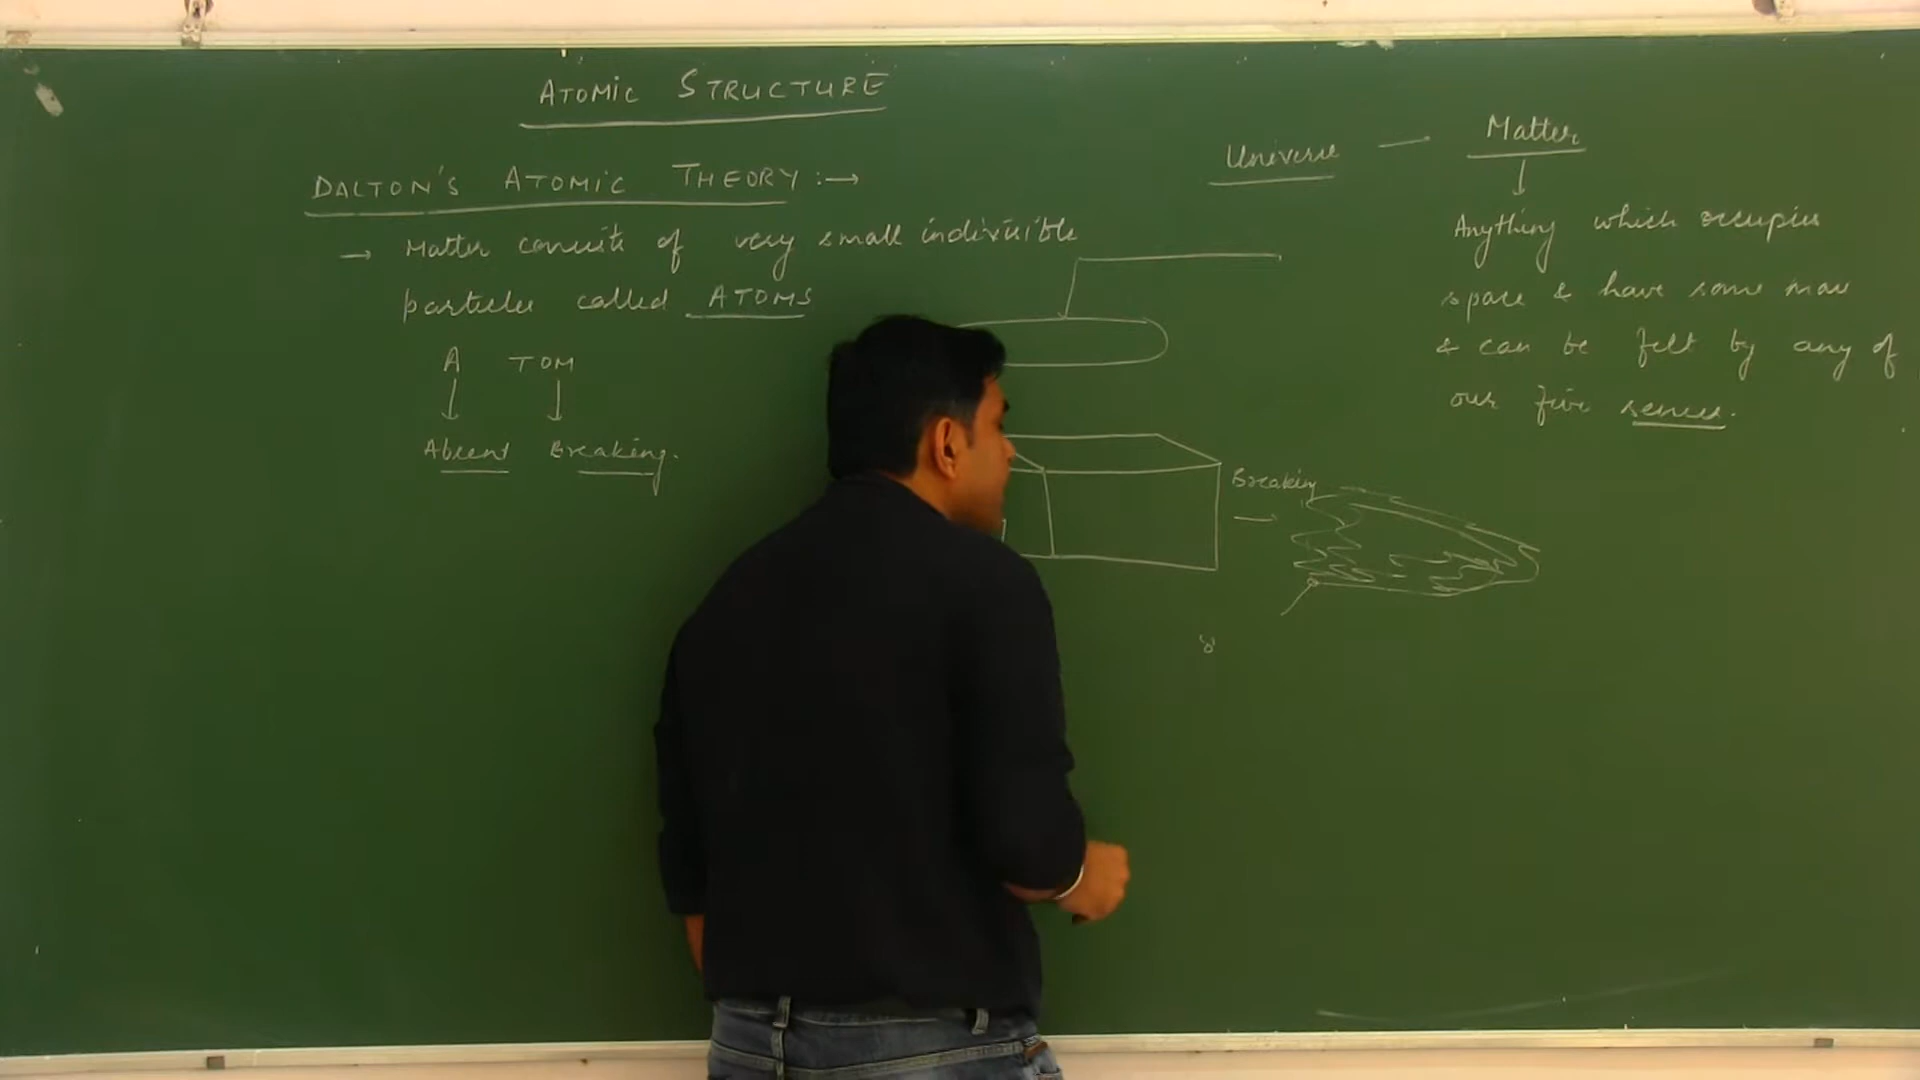 ATOMIC STRUCTURE
DALTON'S ATOMIC THEORY :→
→ Matter consists of very small indivisible
particles called ATOMS
A TOM
Absent Breaking.
Universe — Matter
Anything which occupies
space & have some mass
& can be felt by any of
our five senses.
Breaking